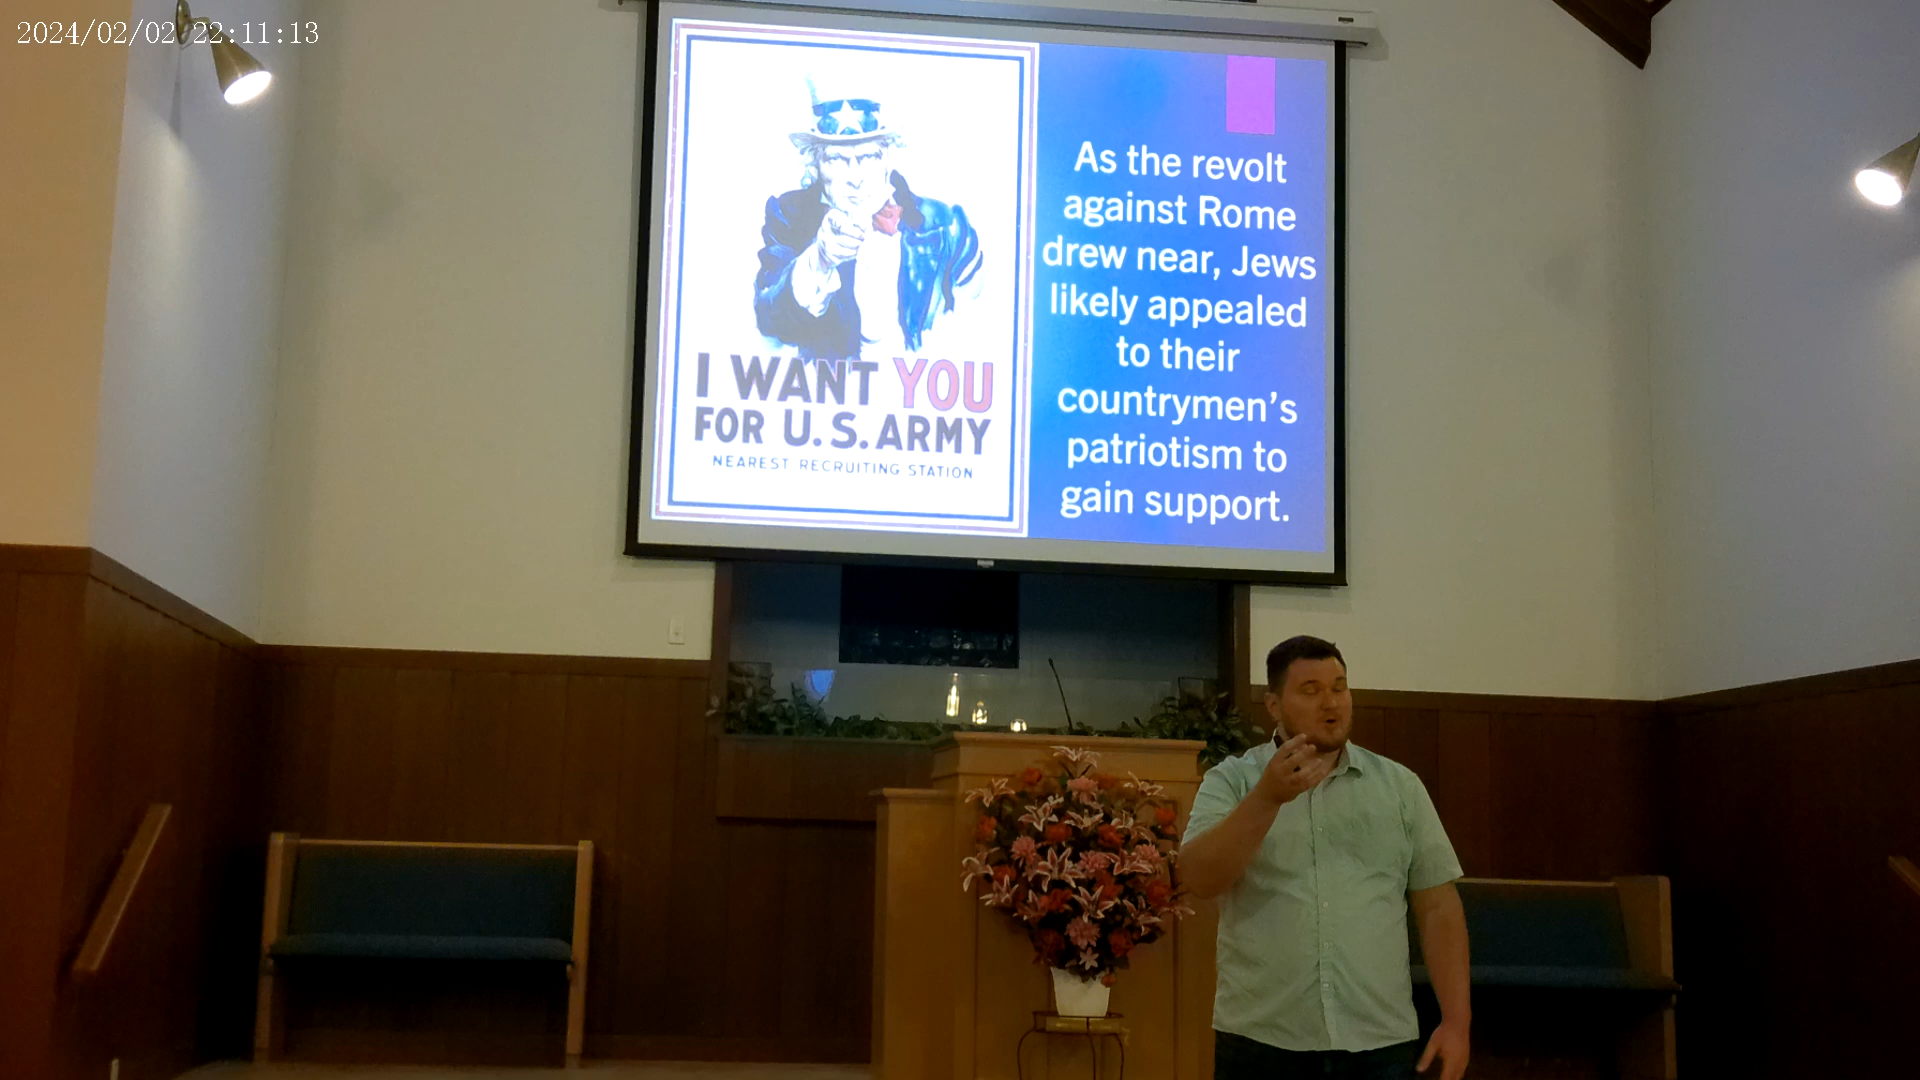 2024/02/02 22:11:13
I WANT YOU
FOR U.S. ARMY
NEAREST RECRUITING STATION
As the revolt
against Rome
drew near, Jews
likely appealed
to their
countrymen's
patriotism to
gain support.